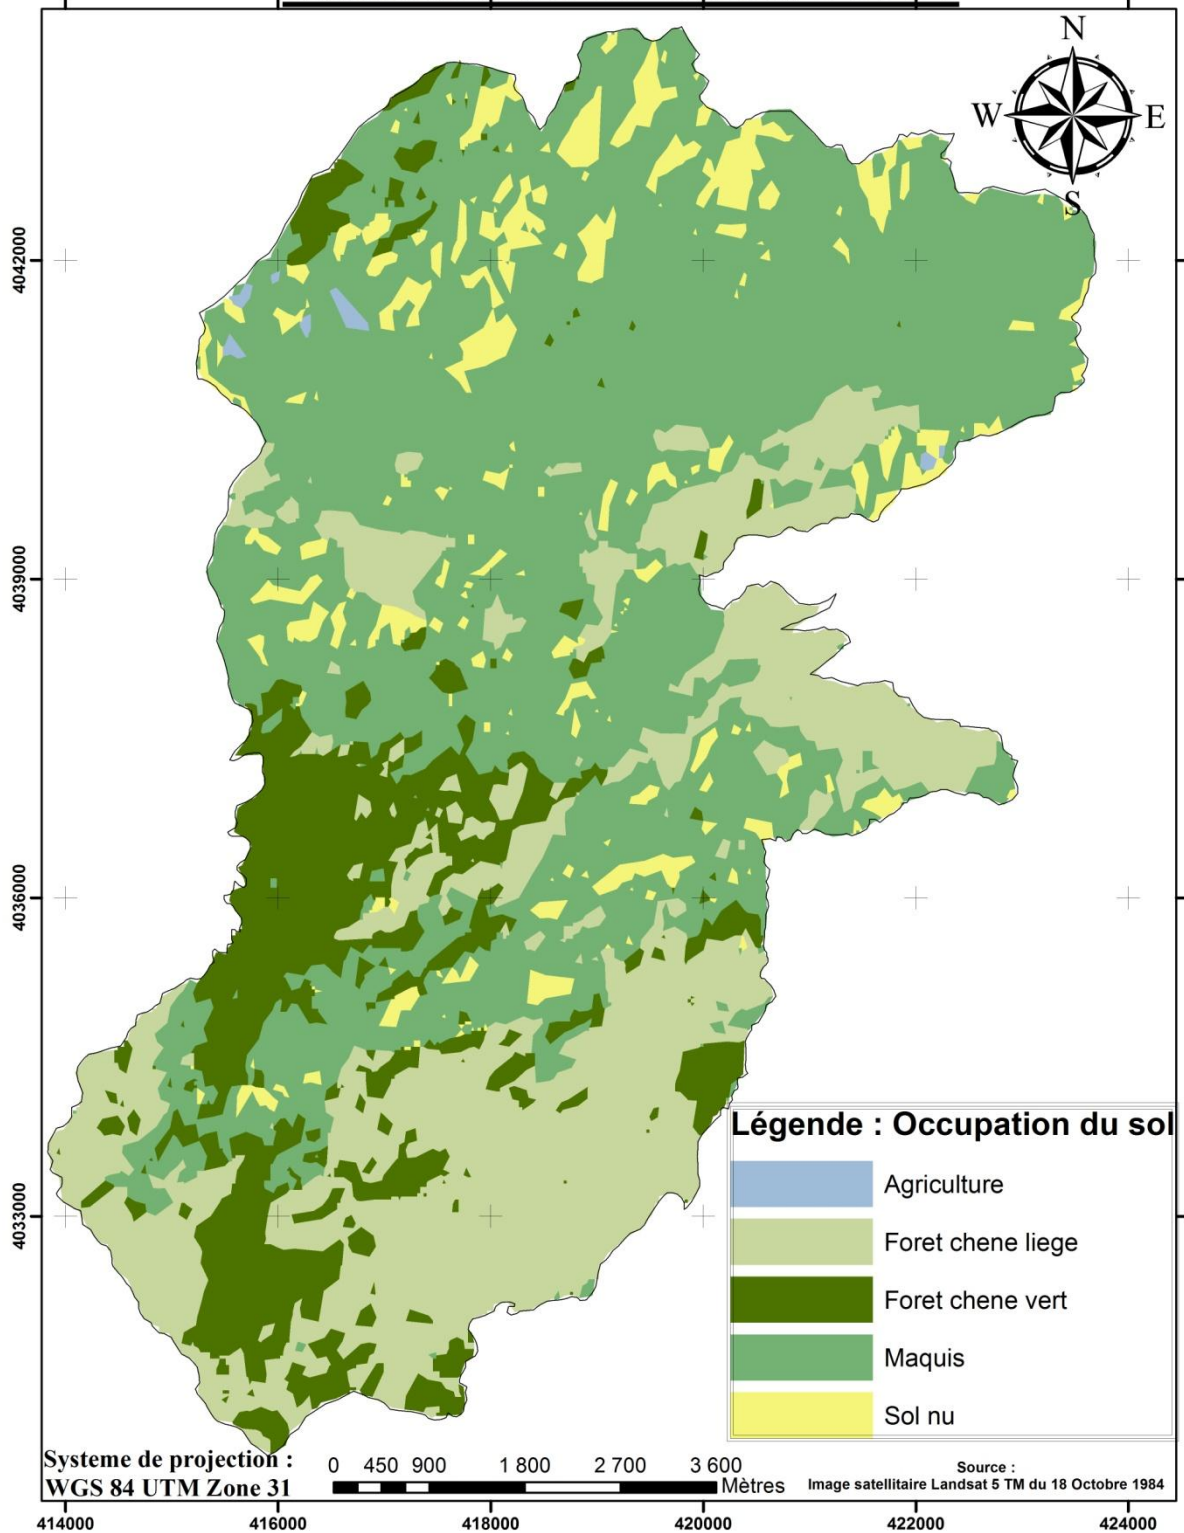 N
W E
S
4042000
4039000
4036000
4033000
Légende : Occupation du sol
Agriculture
Foret chene liege
Foret chene vert
Maquis
Sol nu
Systeme de projection :
WGS 84 UTM Zone 31
0 450 900 1 800 2 700 3 600
Mètres
Source :
Image satellitaire Landsat 5 TM du 18 Octobre 1984
414000 416000 418000 420000 422000 424000